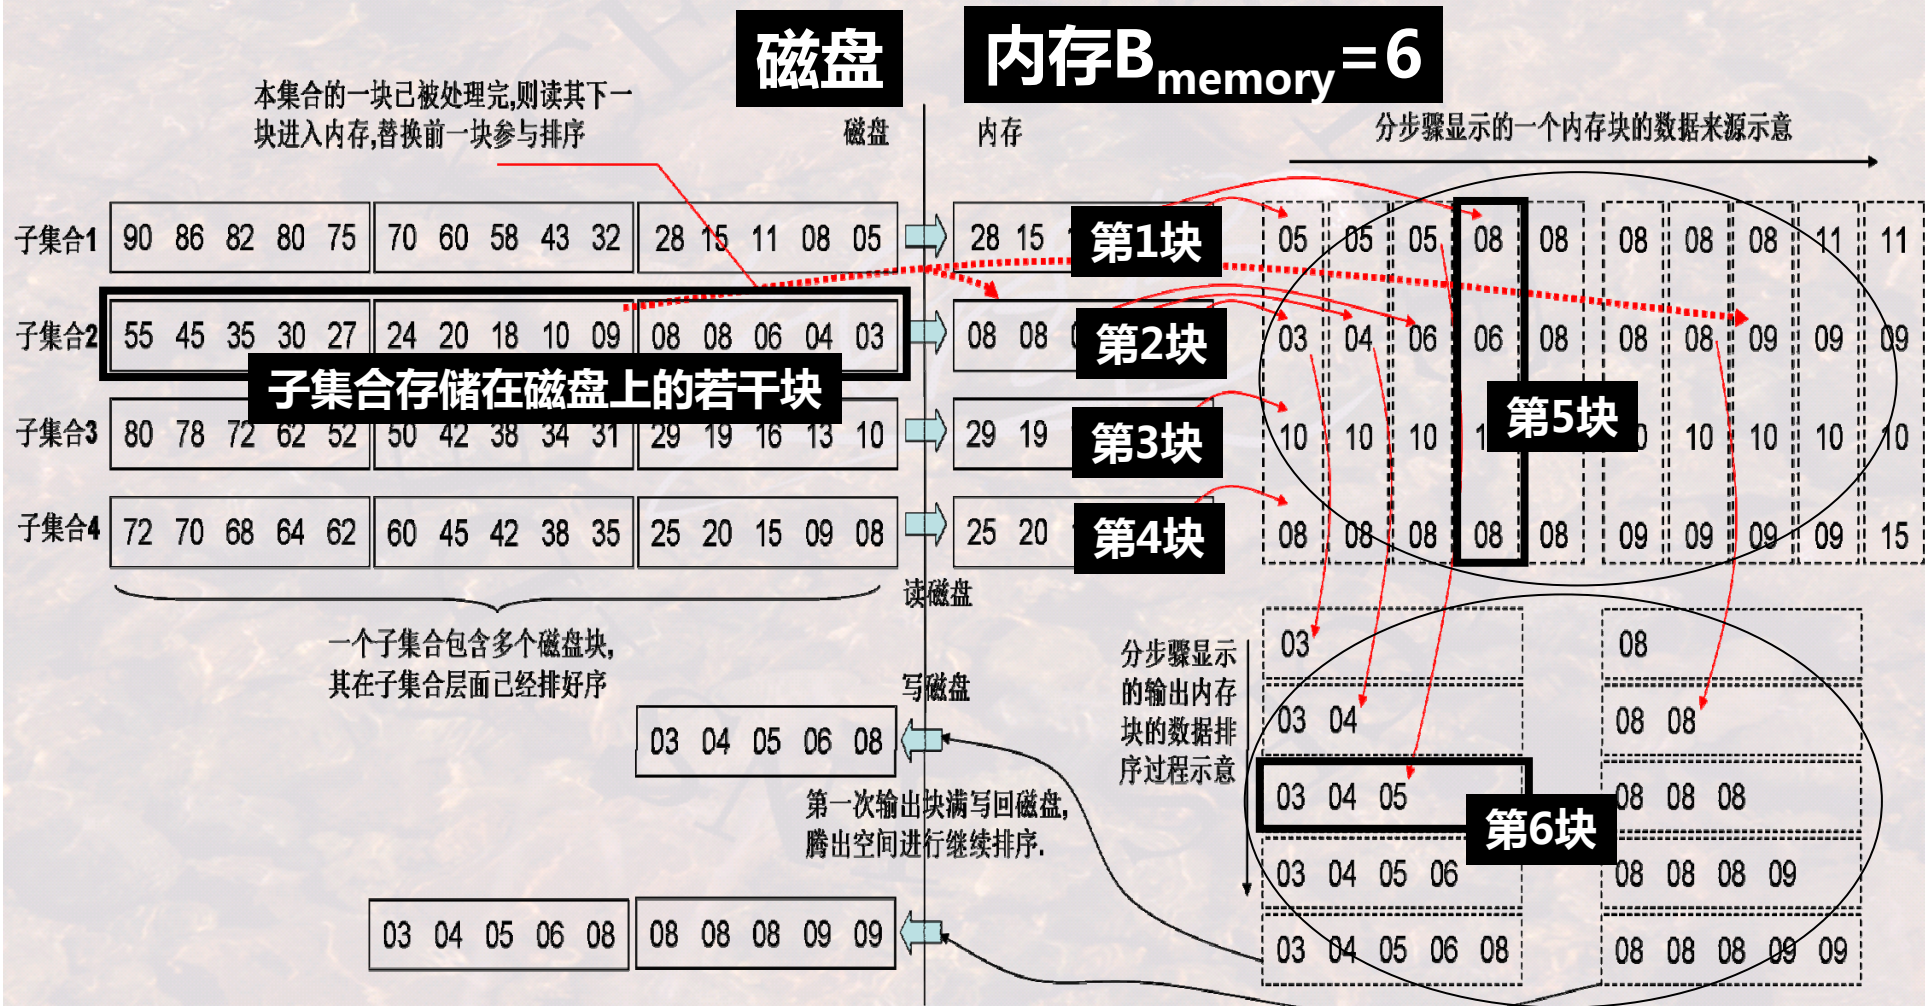 磁盘
内存Bmemory=6
本集合的一块已被处理完,则读其下一
块进入内存,替换前一块参与排序
磁盘
内存
分步骤显示的一个内存块的数据来源示意
子集合1 90 86 82 80 75 70 60 58 43 32 28 15 11 08 05 28 15 第1块 05 05 05 08 08 08 08 08 11 11
子集合2 55 45 35 30 27 24 20 18 10 09 08 08 06 04 03 08 08 第2块 03 04 06 06 08 08 08 09 09 09
子集合存储在磁盘上的若干块
第5块
子集合3 80 78 72 62 52 50 42 38 34 31 29 19 16 13 10 29 19 第3块 10 10 10 10 10 10 10
子集合4 72 70 68 64 62 60 45 42 38 35 25 20 15 09 08 25 20 第4块 08 08 08 08 08 09 09 09 09 15
读磁盘
一个子集合包含多个磁盘块,
其在子集合层面已经排好序
写磁盘
03 04 05 06 08
第一次输出块满写回磁盘,
腾出空间进行继续排序.
03 04 05 06 08 08 08 08 09 09
分步骤显示
的输出内存
块的数据排
序过程示意
03
03 04
03 04 05
第6块
03 04 05 06
03 04 05 06 08
08
08 08
08 08 08
08 08 08 09
08 08 08 09 09